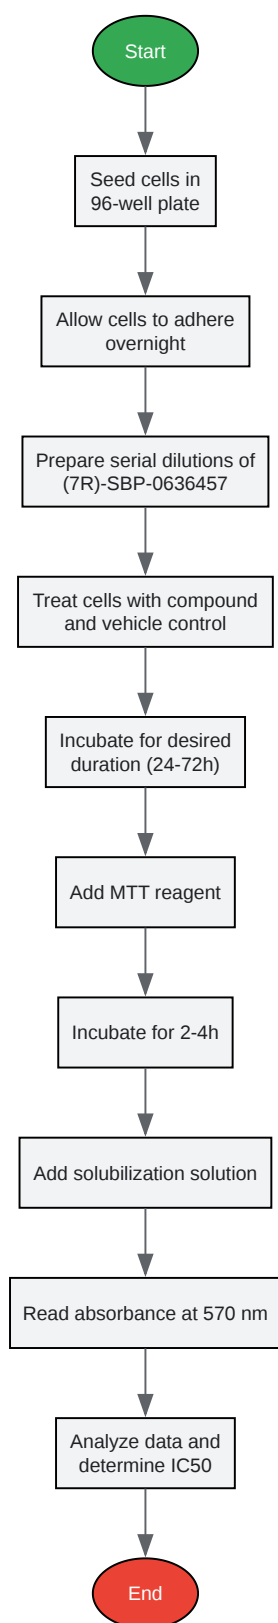 Start
Seed cells in
96-well plate
Allow cells to adhere
overnight
Prepare serial dilutions of
(7R)-SBP-0636457
Treat cells with compound
and vehicle control
Incubate for desired
duration (24-72h)
Add MTT reagent
Incubate for 2-4h
Add solubilization solution
Read absorbance at 570 nm
Analyze data and
determine IC50
End